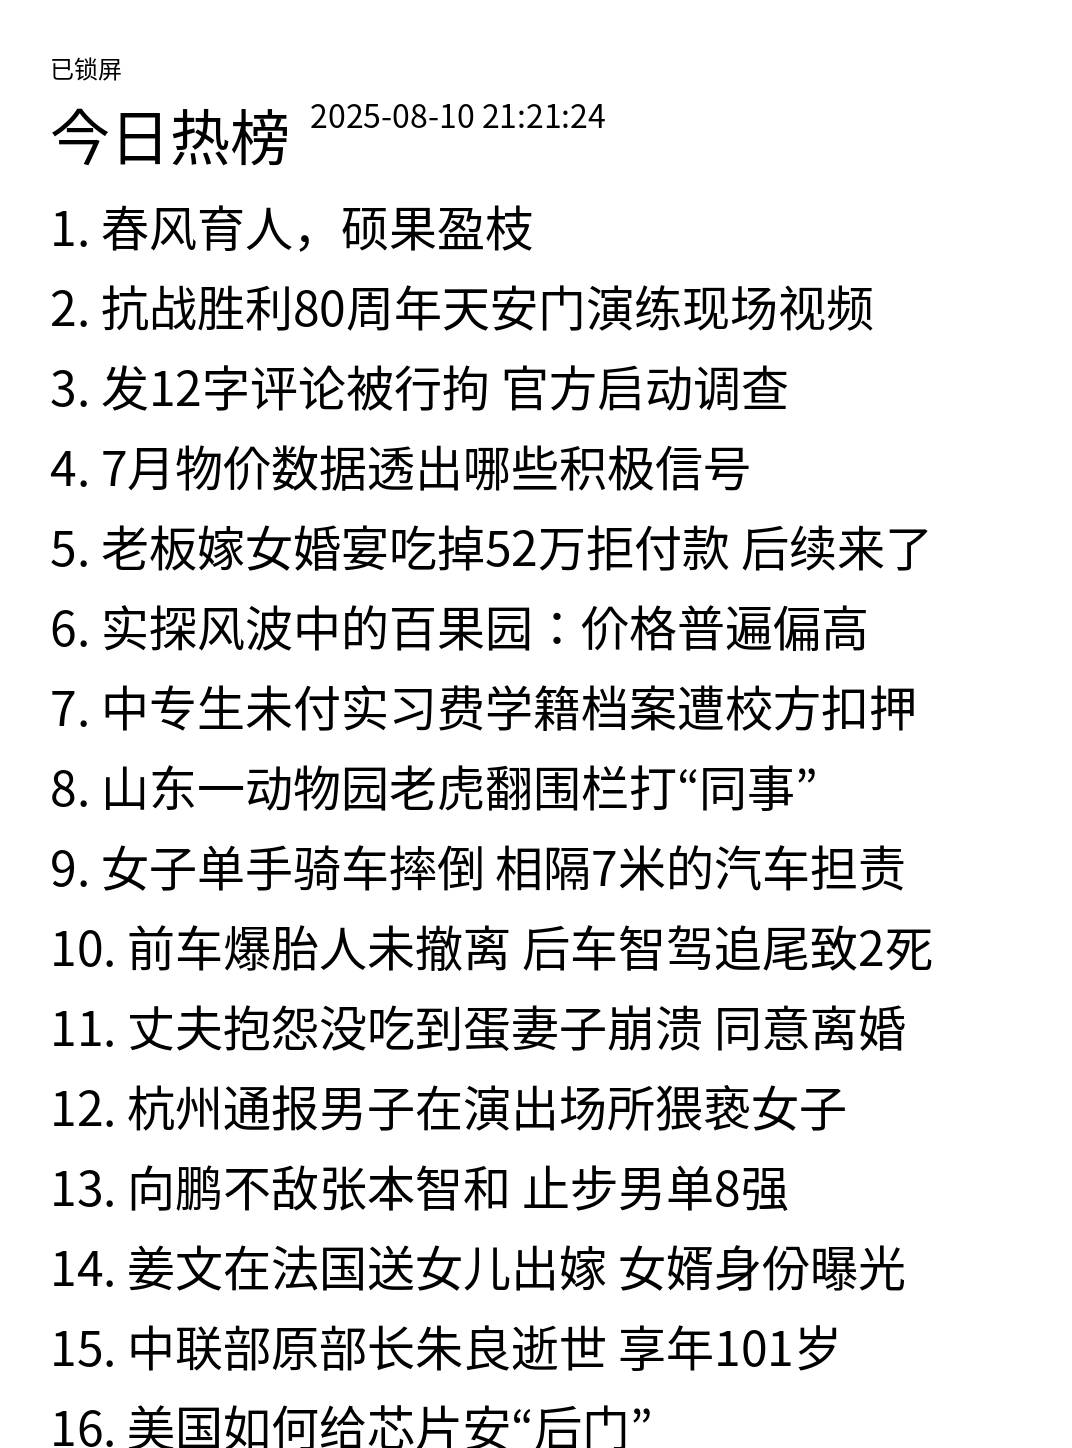 已锁屏
今日热榜 2025-08-10 21:21:24
1. 春风育人，硕果盈枝
2. 抗战胜利80周年天安门演练现场视频
3. 发12字评论被行拘 官方启动调查
4. 7月物价数据透出哪些积极信号
5. 老板嫁女婚宴吃掉52万拒付款 后续来了
6. 实探风波中的百果园：价格普遍偏高
7. 中专生未付实习费学籍档案遭校方扣押
8. 山东一动物园老虎翻围栏打“同事”
9. 女子单手骑车摔倒 相隔7米的汽车担责
10. 前车爆胎人未撤离 后车智驾追尾致2死
11. 丈夫抱怨没吃到蛋妻子崩溃 同意离婚
12. 杭州通报男子在演出场所猥亵女子
13. 向鹏不敌张本智和 止步男单8强
14. 姜文在法国送女儿出嫁 女婿身份曝光
15. 中联部原部长朱良逝世 享年101岁
16. 美国如何给芯片安“后门”